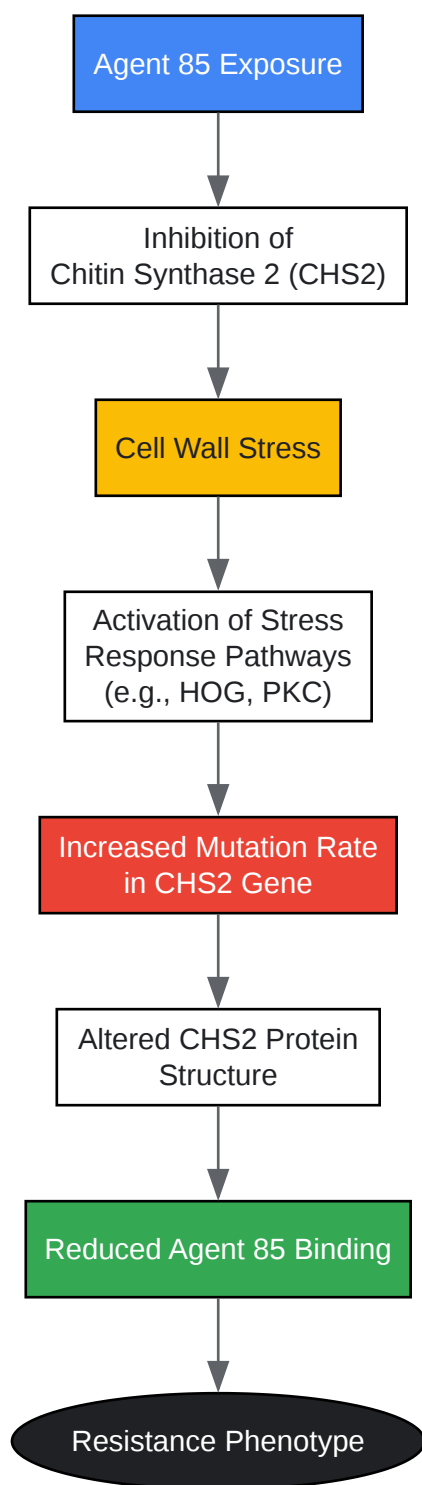 Agent 85 Exposure
Inhibition of
Chitin Synthase 2 (CHS2)
Cell Wall Stress
Activation of Stress
Response Pathways
(e.g., HOG, PKC)
Increased Mutation Rate
in CHS2 Gene
Altered CHS2 Protein
Structure
Reduced Agent 85 Binding
Resistance Phenotype